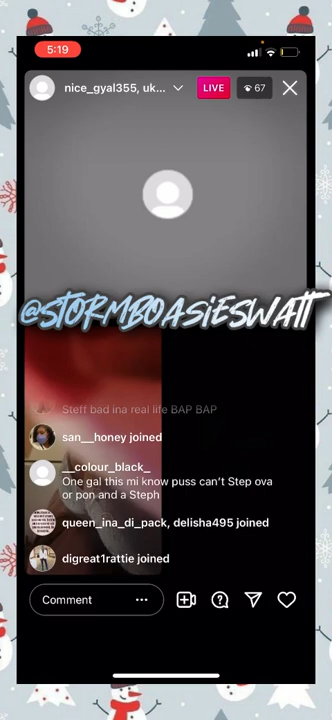 5:19
nice_gyal355, uk...
LIVE
67
@STORMBOASIESWATT
Steff bad ina real life BAP BAP
san__honey joined
__colour_black_
One gal this mi know puss can't Step ova
or pon and a Steph
queen_ina_di_pack, delisha495 joined
digreat1rattie joined
Comment